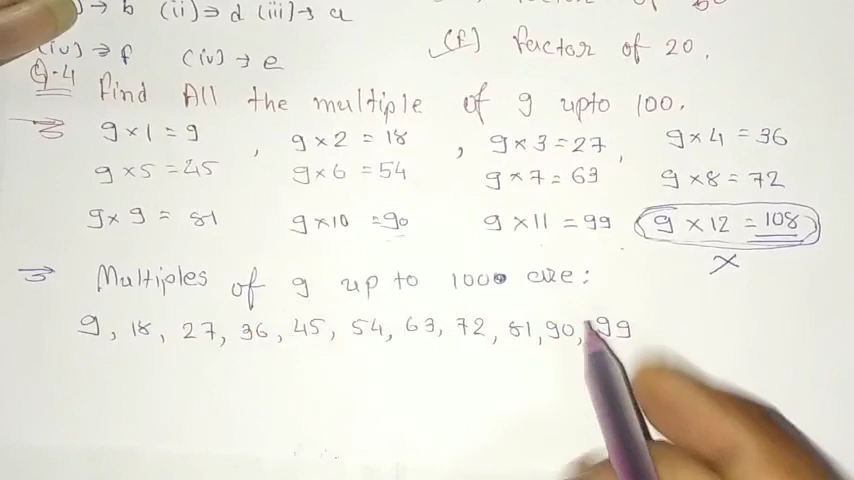 → b (ii) → d (iii) → a
(iv) → f (iv) → e
(f) factor of 20.
Q-4 Find All the multiple of 9 upto 100.
⇒ 9 × 1 = 9 , 9 × 2 = 18 , 9 × 3 = 27 , 9 × 4 = 36
9 × 5 = 45 9 × 6 = 54 9 × 7 = 63 9 × 8 = 72
9 × 9 = 81 9 × 10 = 90 9 × 11 = 99 9 × 12 = 108
×
⇒ Multiples of 9 up to 100 are:
9, 18, 27, 36, 45, 54, 63, 72, 81, 90, 99